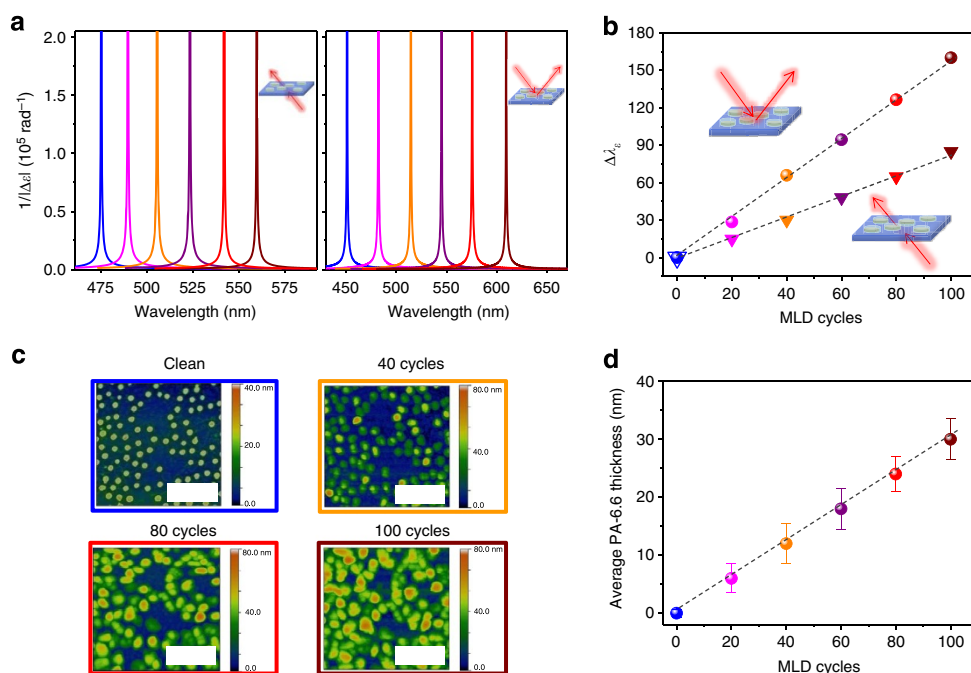 a
2.0
1.5
1.0
0.5
0.0
1/|Δε| (10⁵ rad⁻¹)
475 500 525 550 575
450 500 550 600 650
Wavelength (nm)
Wavelength (nm)
b
180
150
120
90
60
30
0
Δλε
0 20 40 60 80 100
MLD cycles
c
Clean
40.0 nm
20.0
0.0
40 cycles
80.0 nm
40.0
0.0
80 cycles
80.0 nm
40.0
0.0
100 cycles
80.0 nm
40.0
0.0
d
40
30
20
10
0
Average PA-6.6 thickness (nm)
0 20 40 60 80 100
MLD cycles